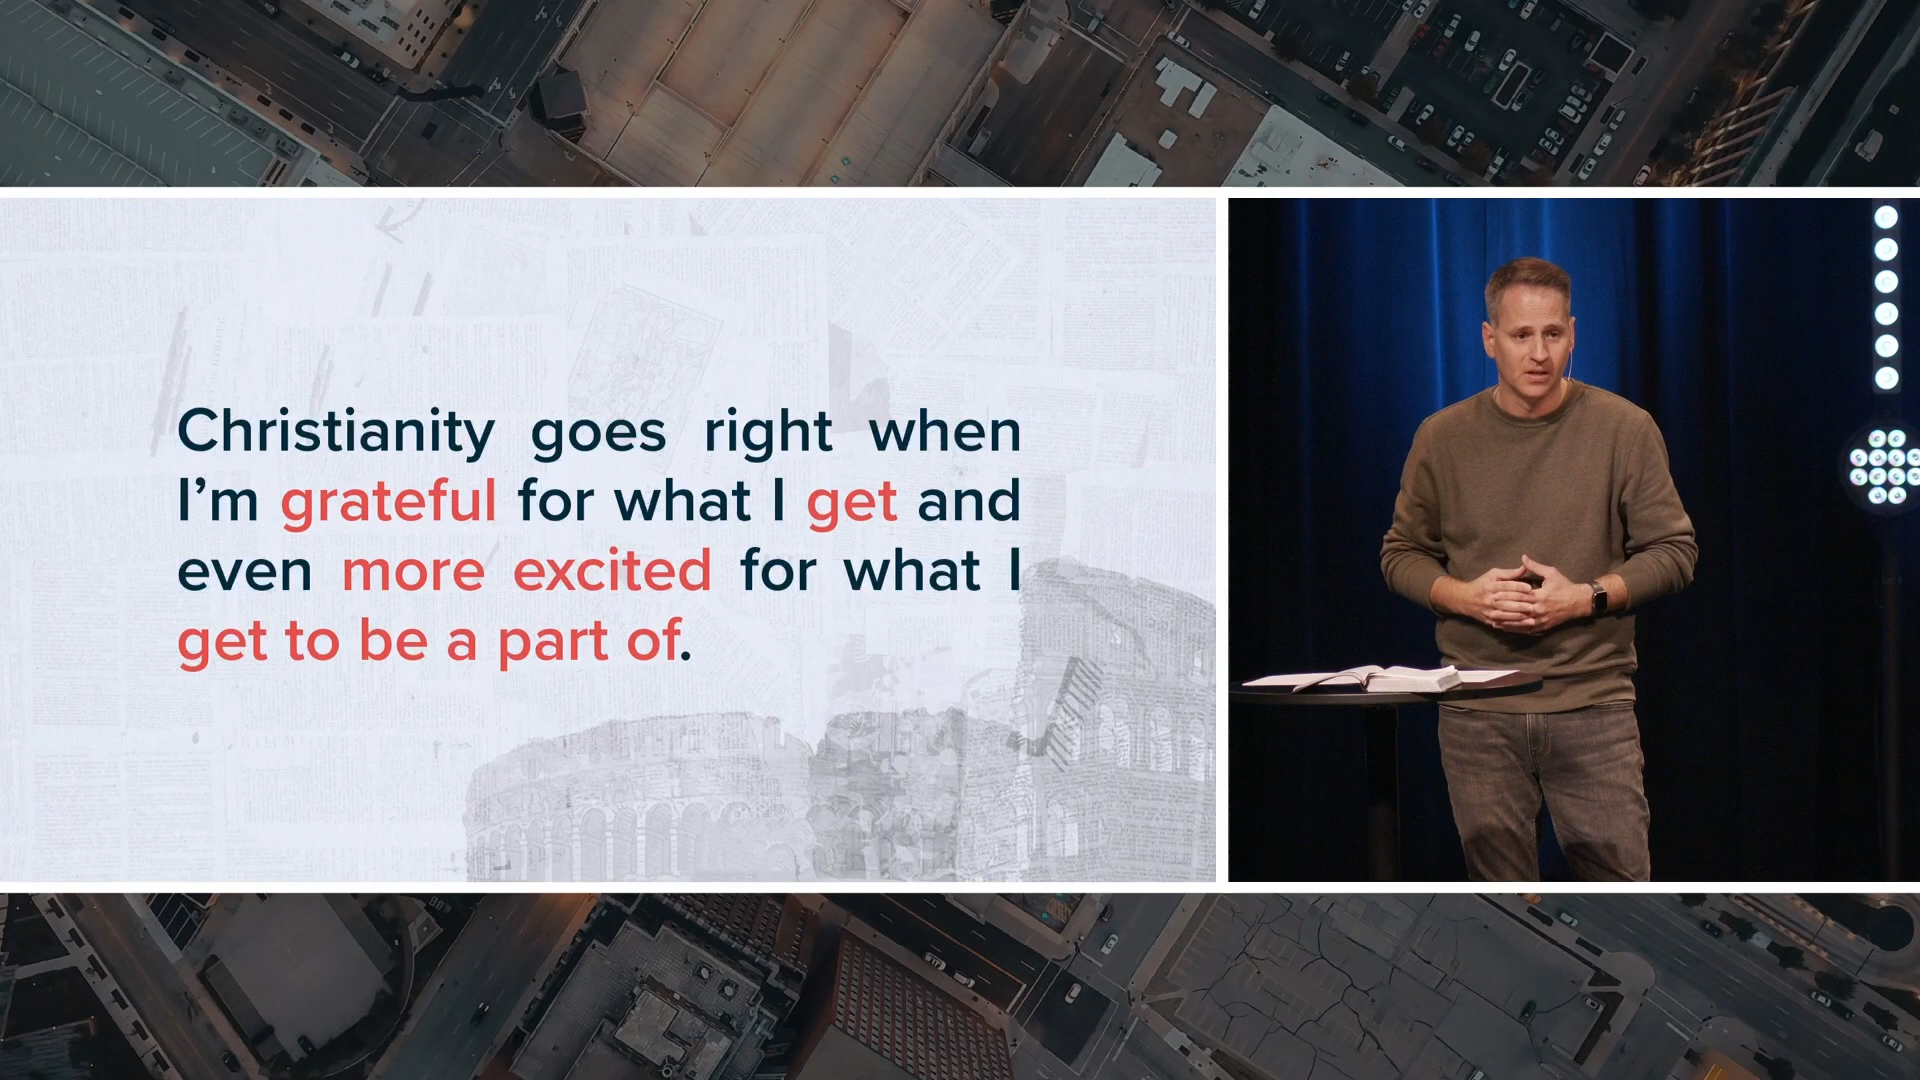 Christianity goes right when
I’m grateful for what I get and
even more excited for what I
get to be a part of.